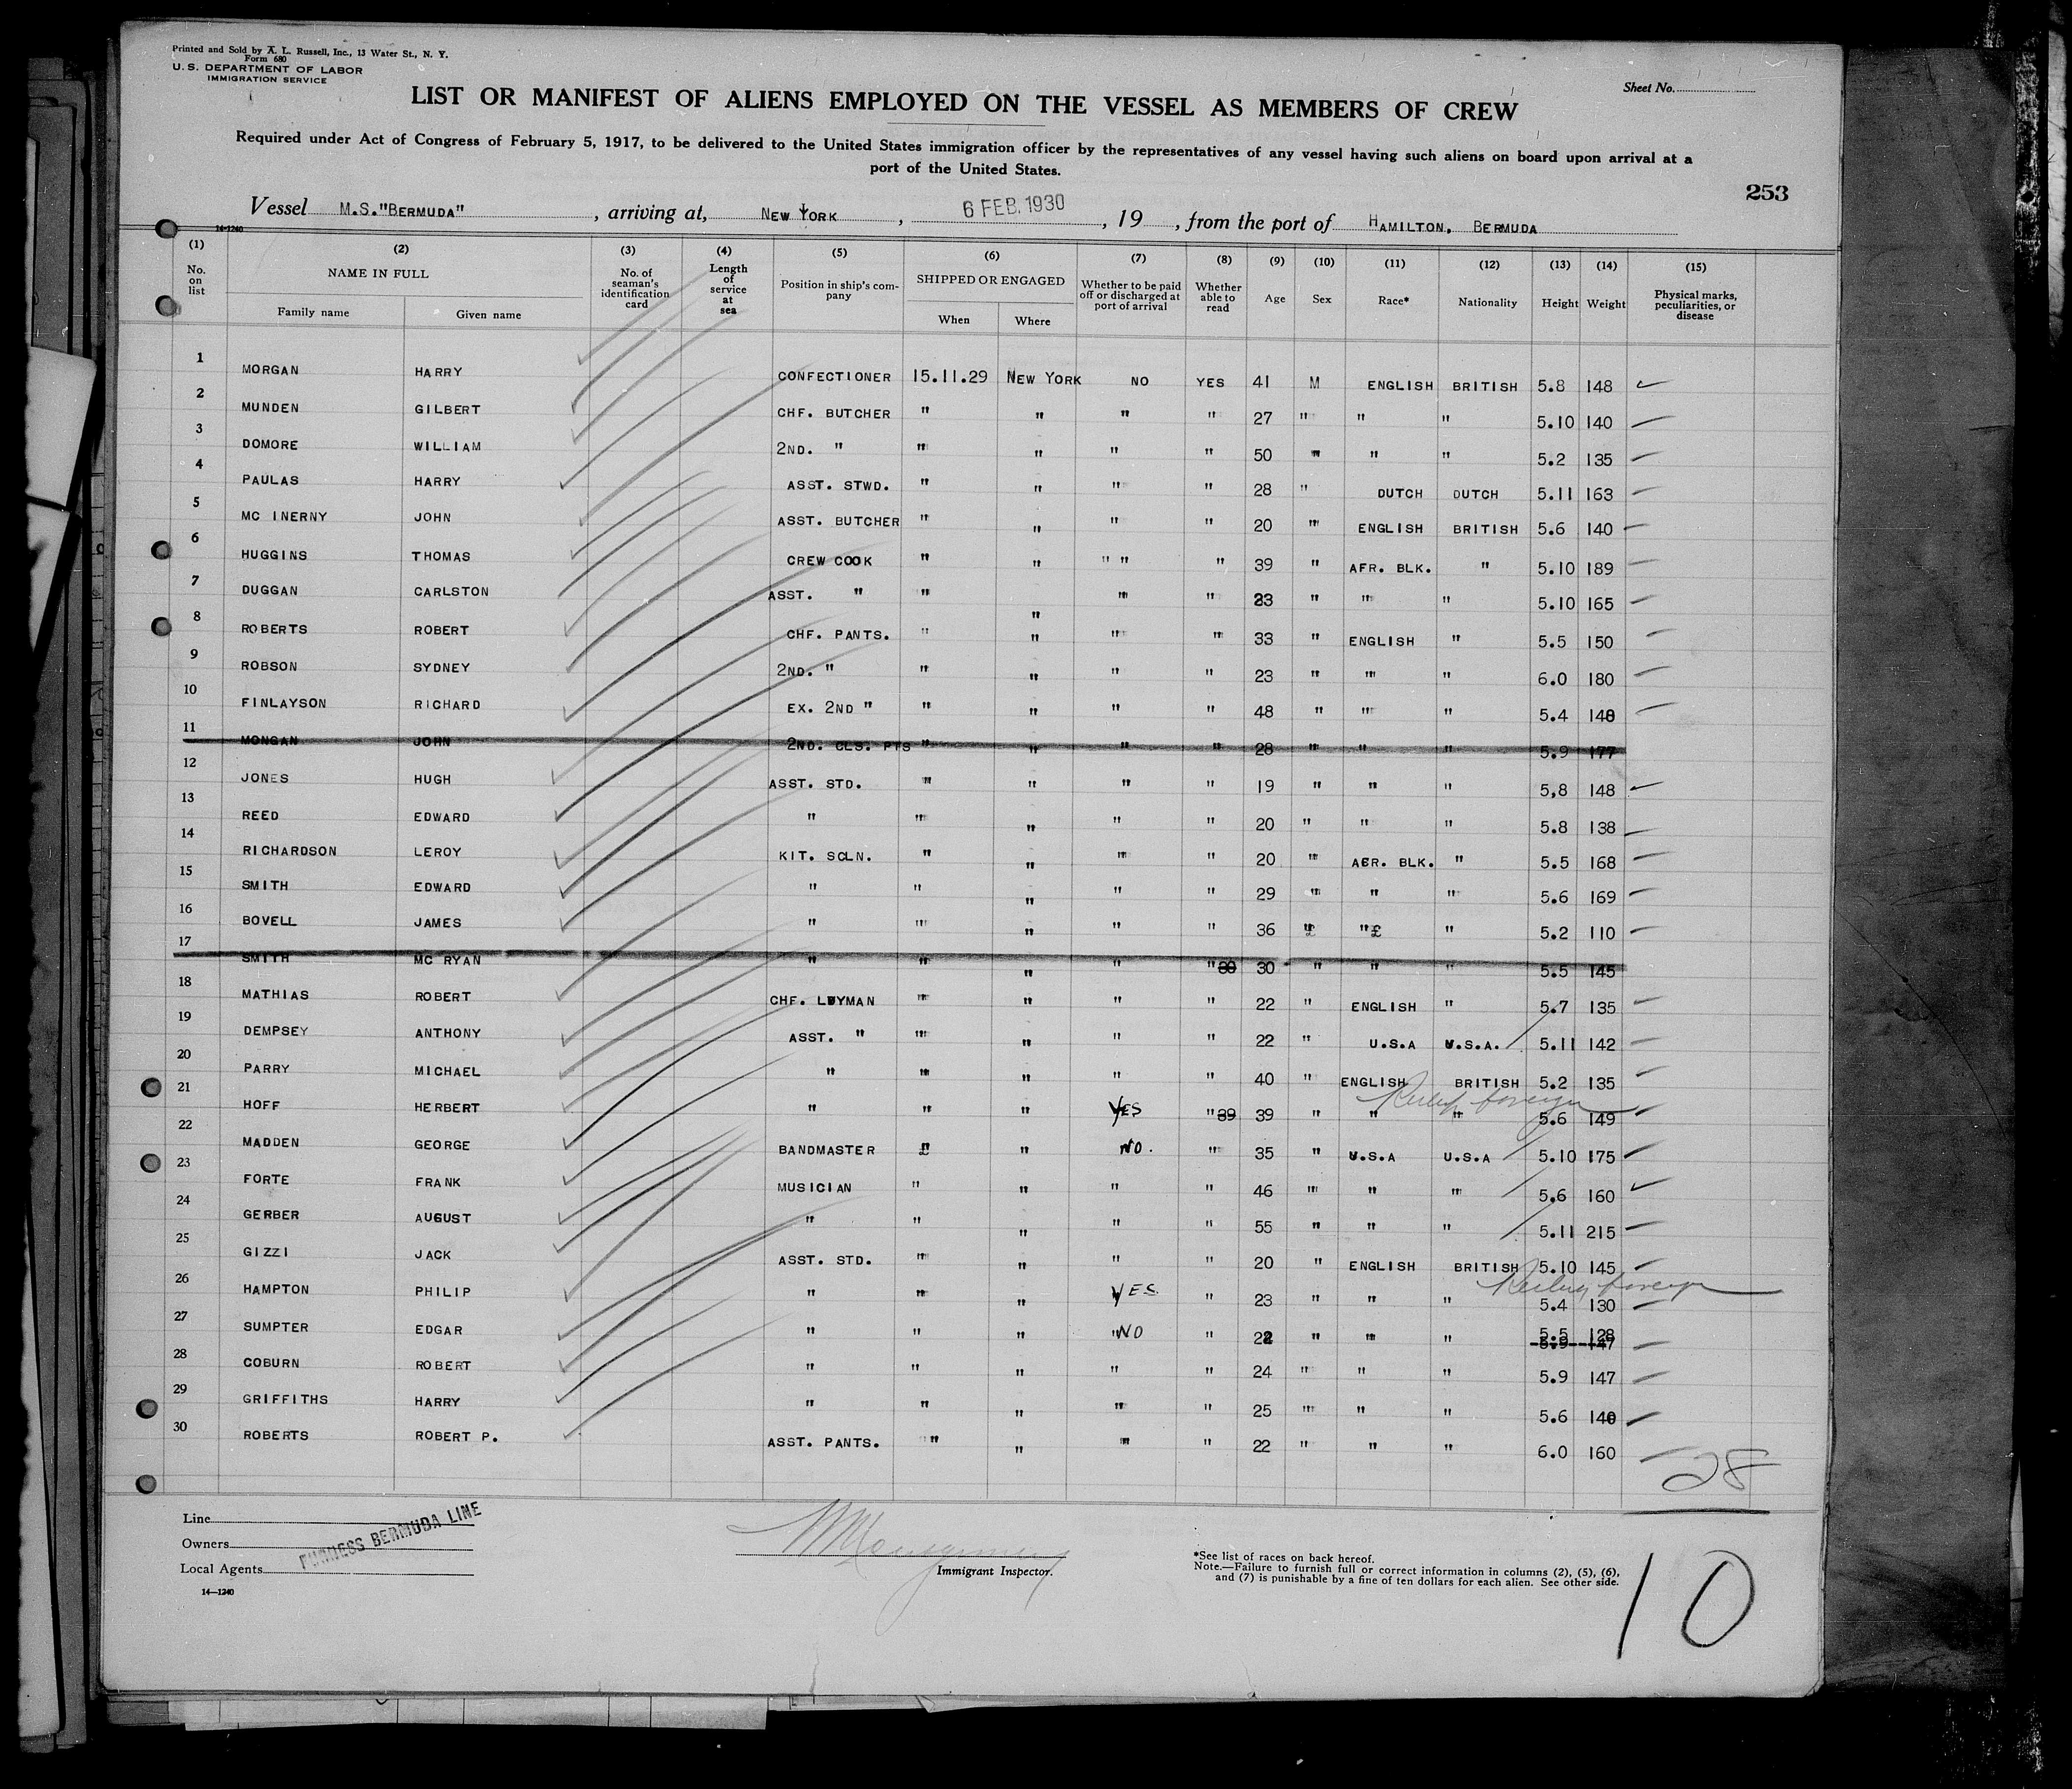 Printed and Sold by A. L. Russell, Inc., 13 Water St., N. Y.
Form 680
U. S. DEPARTMENT OF LABOR
IMMIGRATION SERVICE
Sheet No.
LIST OR MANIFEST OF ALIENS EMPLOYED ON THE VESSEL AS MEMBERS OF CREW
Required under Act of Congress of February 5, 1917, to be delivered to the United States immigration officer by the representatives of any vessel having such aliens on board upon arrival at a
port of the United States.
253
Vessel M.S."BERMUDA" , arriving at, NEW YORK , 6 FEB. 1930 , 19 , from the port of HAMILTON. BERMUDA
14-1240
(1) (2) (3) (4) (5) (6) (7) (8) (9) (10) (11) (12) (13) (14) (15)
No. on list NAME IN FULL Family name Given name No. of seaman's identification card Length of service at sea Position in ship's company SHIPPED OR ENGAGED When Where Whether to be paid off or discharged at port of arrival Whether able to read Age Sex Race* Nationality Height Weight Physical marks, peculiarities, or disease
1 MORGAN HARRY CONFECTIONER 15.11.29 NEW YORK NO YES 41 M ENGLISH BRITISH 5.8 148
2 MUNDEN GILBERT CHF. BUTCHER " " " " 27 " " " 5.10 140
3 DOMORE WILLIAM 2ND. " " " " " 50 " " " 5.2 135
4 PAULAS HARRY ASST. STWD. " " " " 28 " DUTCH DUTCH 5.11 163
5 MC INERNY JOHN ASST. BUTCHER " " " " 20 " ENGLISH BRITISH 5.6 140
6 HUGGINS THOMAS CREW COOK " " " " " 39 " AFR. BLK. " 5.10 189
7 DUGGAN CARLSTON ASST. " " " " " 23 " " " 5.10 165
8 ROBERTS ROBERT CHF. PANTS. " " " " 33 " ENGLISH " 5.5 150
9 ROBSON SYDNEY 2ND. " " " " " 23 " " " 6.0 180
10 FINLAYSON RICHARD EX. 2ND " " " " " 48 " " " 5.4 148
11 MONGAN JOHN 2ND. CLS. PTS " " " " 28 " " " 5.9 177
12 JONES HUGH ASST. STD. " " " " 19 " " " 5,8 148
13 REED EDWARD " " " " " 20 " " " 5.8 138
14 RICHARDSON LEROY KIT. SCLN. " " " " 20 " AFR. BLK. " 5.5 168
15 SMITH EDWARD " " " " " 29 " " " 5.6 169
16 BOVELL JAMES " " " " " 36 " "£ " 5.2 110
17 SMITH MC RYAN " " " " "30 30 " " " 5.5 145
18 MATHIAS ROBERT CHF. LDYMAN " " " " 22 " ENGLISH " 5.7 135
19 DEMPSEY ANTHONY ASST. " " " " " 22 " U.S.A U.S.A. 5.11 142
20 PARRY MICHAEL " " " " " 40 " ENGLISH BRITISH 5.2 135
21 HOFF HERBERT " " " YES "39 39 " " " 5.6 149
22 MADDEN GEORGE BANDMASTER " " NO. " 35 " U.S.A U.S.A 5.10 175
23 FORTE FRANK MUSICIAN " " " " 46 " " " 5.6 160
24 GERBER AUGUST " " " " " 55 " " " 5.11 215
25 GIZZI JACK ASST. STD. " " " " 20 " ENGLISH BRITISH 5.10 145
26 HAMPTON PHILIP " " " YES " 23 " " " 5.4 130
27 SUMPTER EDGAR " " " "NO " 22 " " " 5.5 128 5.9 147
28 COBURN ROBERT " " " " " 24 " " " 5.9 147
29 GRIFFITHS HARRY " " " " " 25 " " " 5.6 140
30 ROBERTS ROBERT P. ASST. PANTS. " " " " 22 " " " 6.0 160
28
Line
Owners
FURNESS BERMUDA LINE
Local Agents
14—1240
Immigrant Inspector.
*See list of races on back hereof.
Note.—Failure to furnish full or correct information in columns (2), (5), (6),
and (7) is punishable by a fine of ten dollars for each alien. See other side.
10